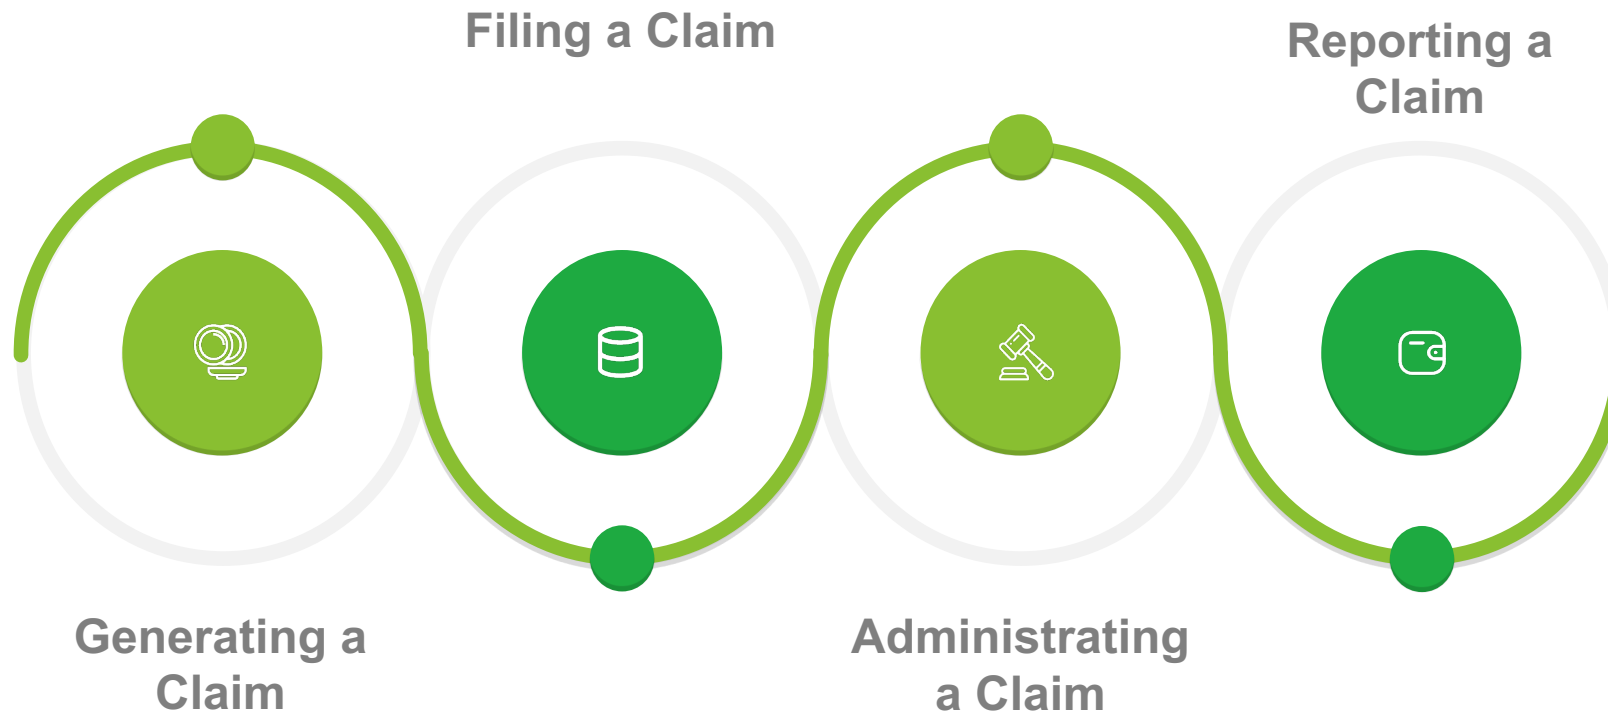 Filing a Claim
Reporting a
Claim
Generating a
Claim
Administrating
a Claim